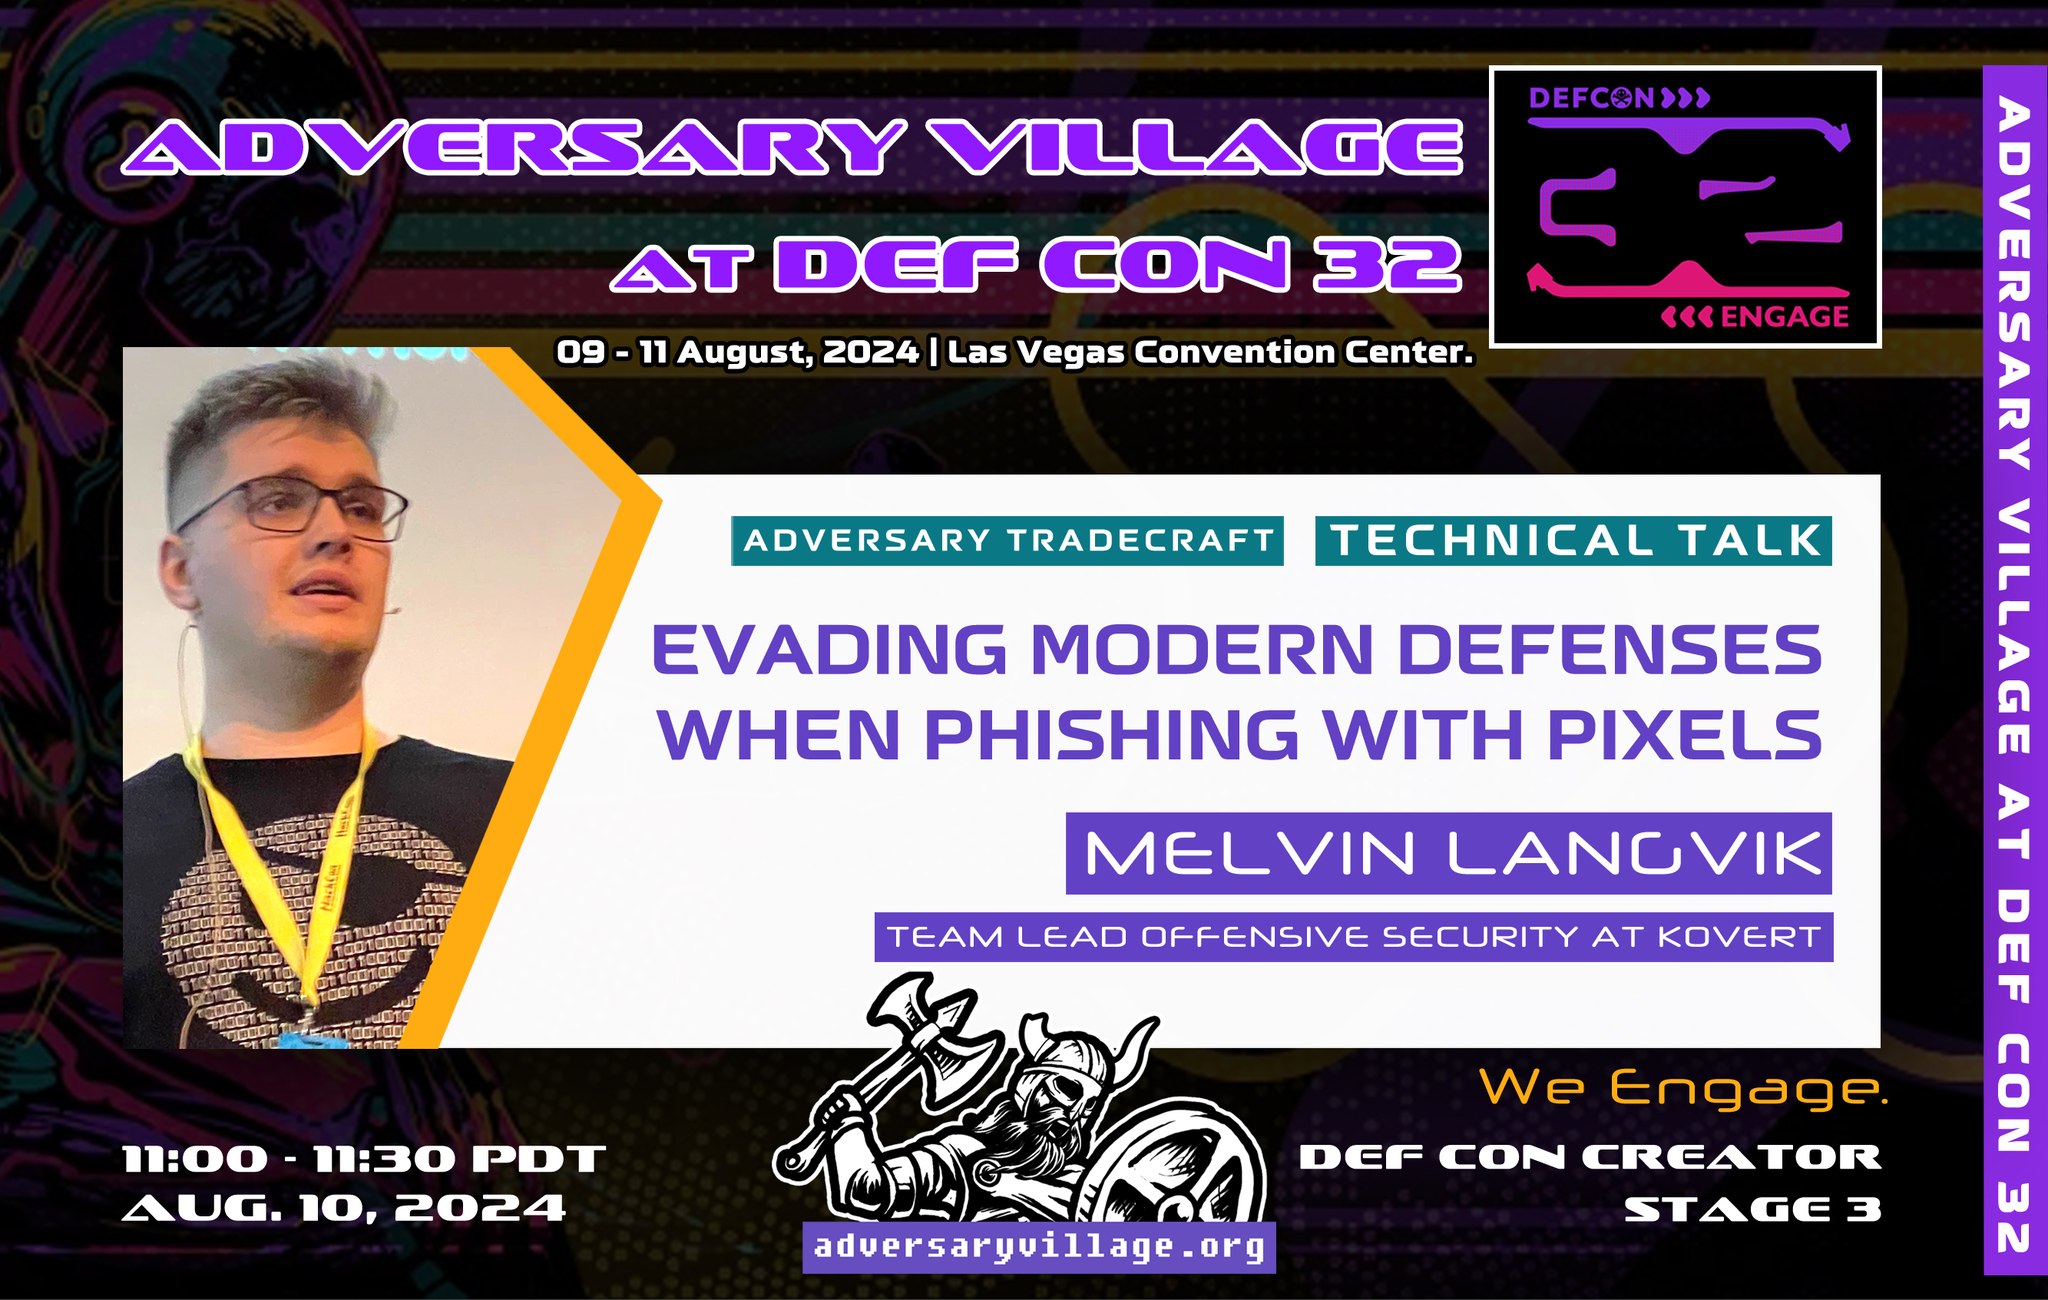 ADVERSARY VILLAGE
AT DEF CON 32
09 - 11 August, 2024 | Las Vegas Convention Center.
DEFCON
32
ENGAGE
ADVERSARY TRADECRAFT
TECHNICAL TALK
EVADING MODERN DEFENSES
WHEN PHISHING WITH PIXELS
MELVIN LANGVIK
TEAM LEAD OFFENSIVE SECURITY AT KOVERT
HackCon
We Engage.
11:00 - 11:30 PDT
AUG. 10, 2024
DEF CON CREATOR
STAGE 3
adversaryvillage.org
ADVERSARY VILLAGE AT DEF CON 32